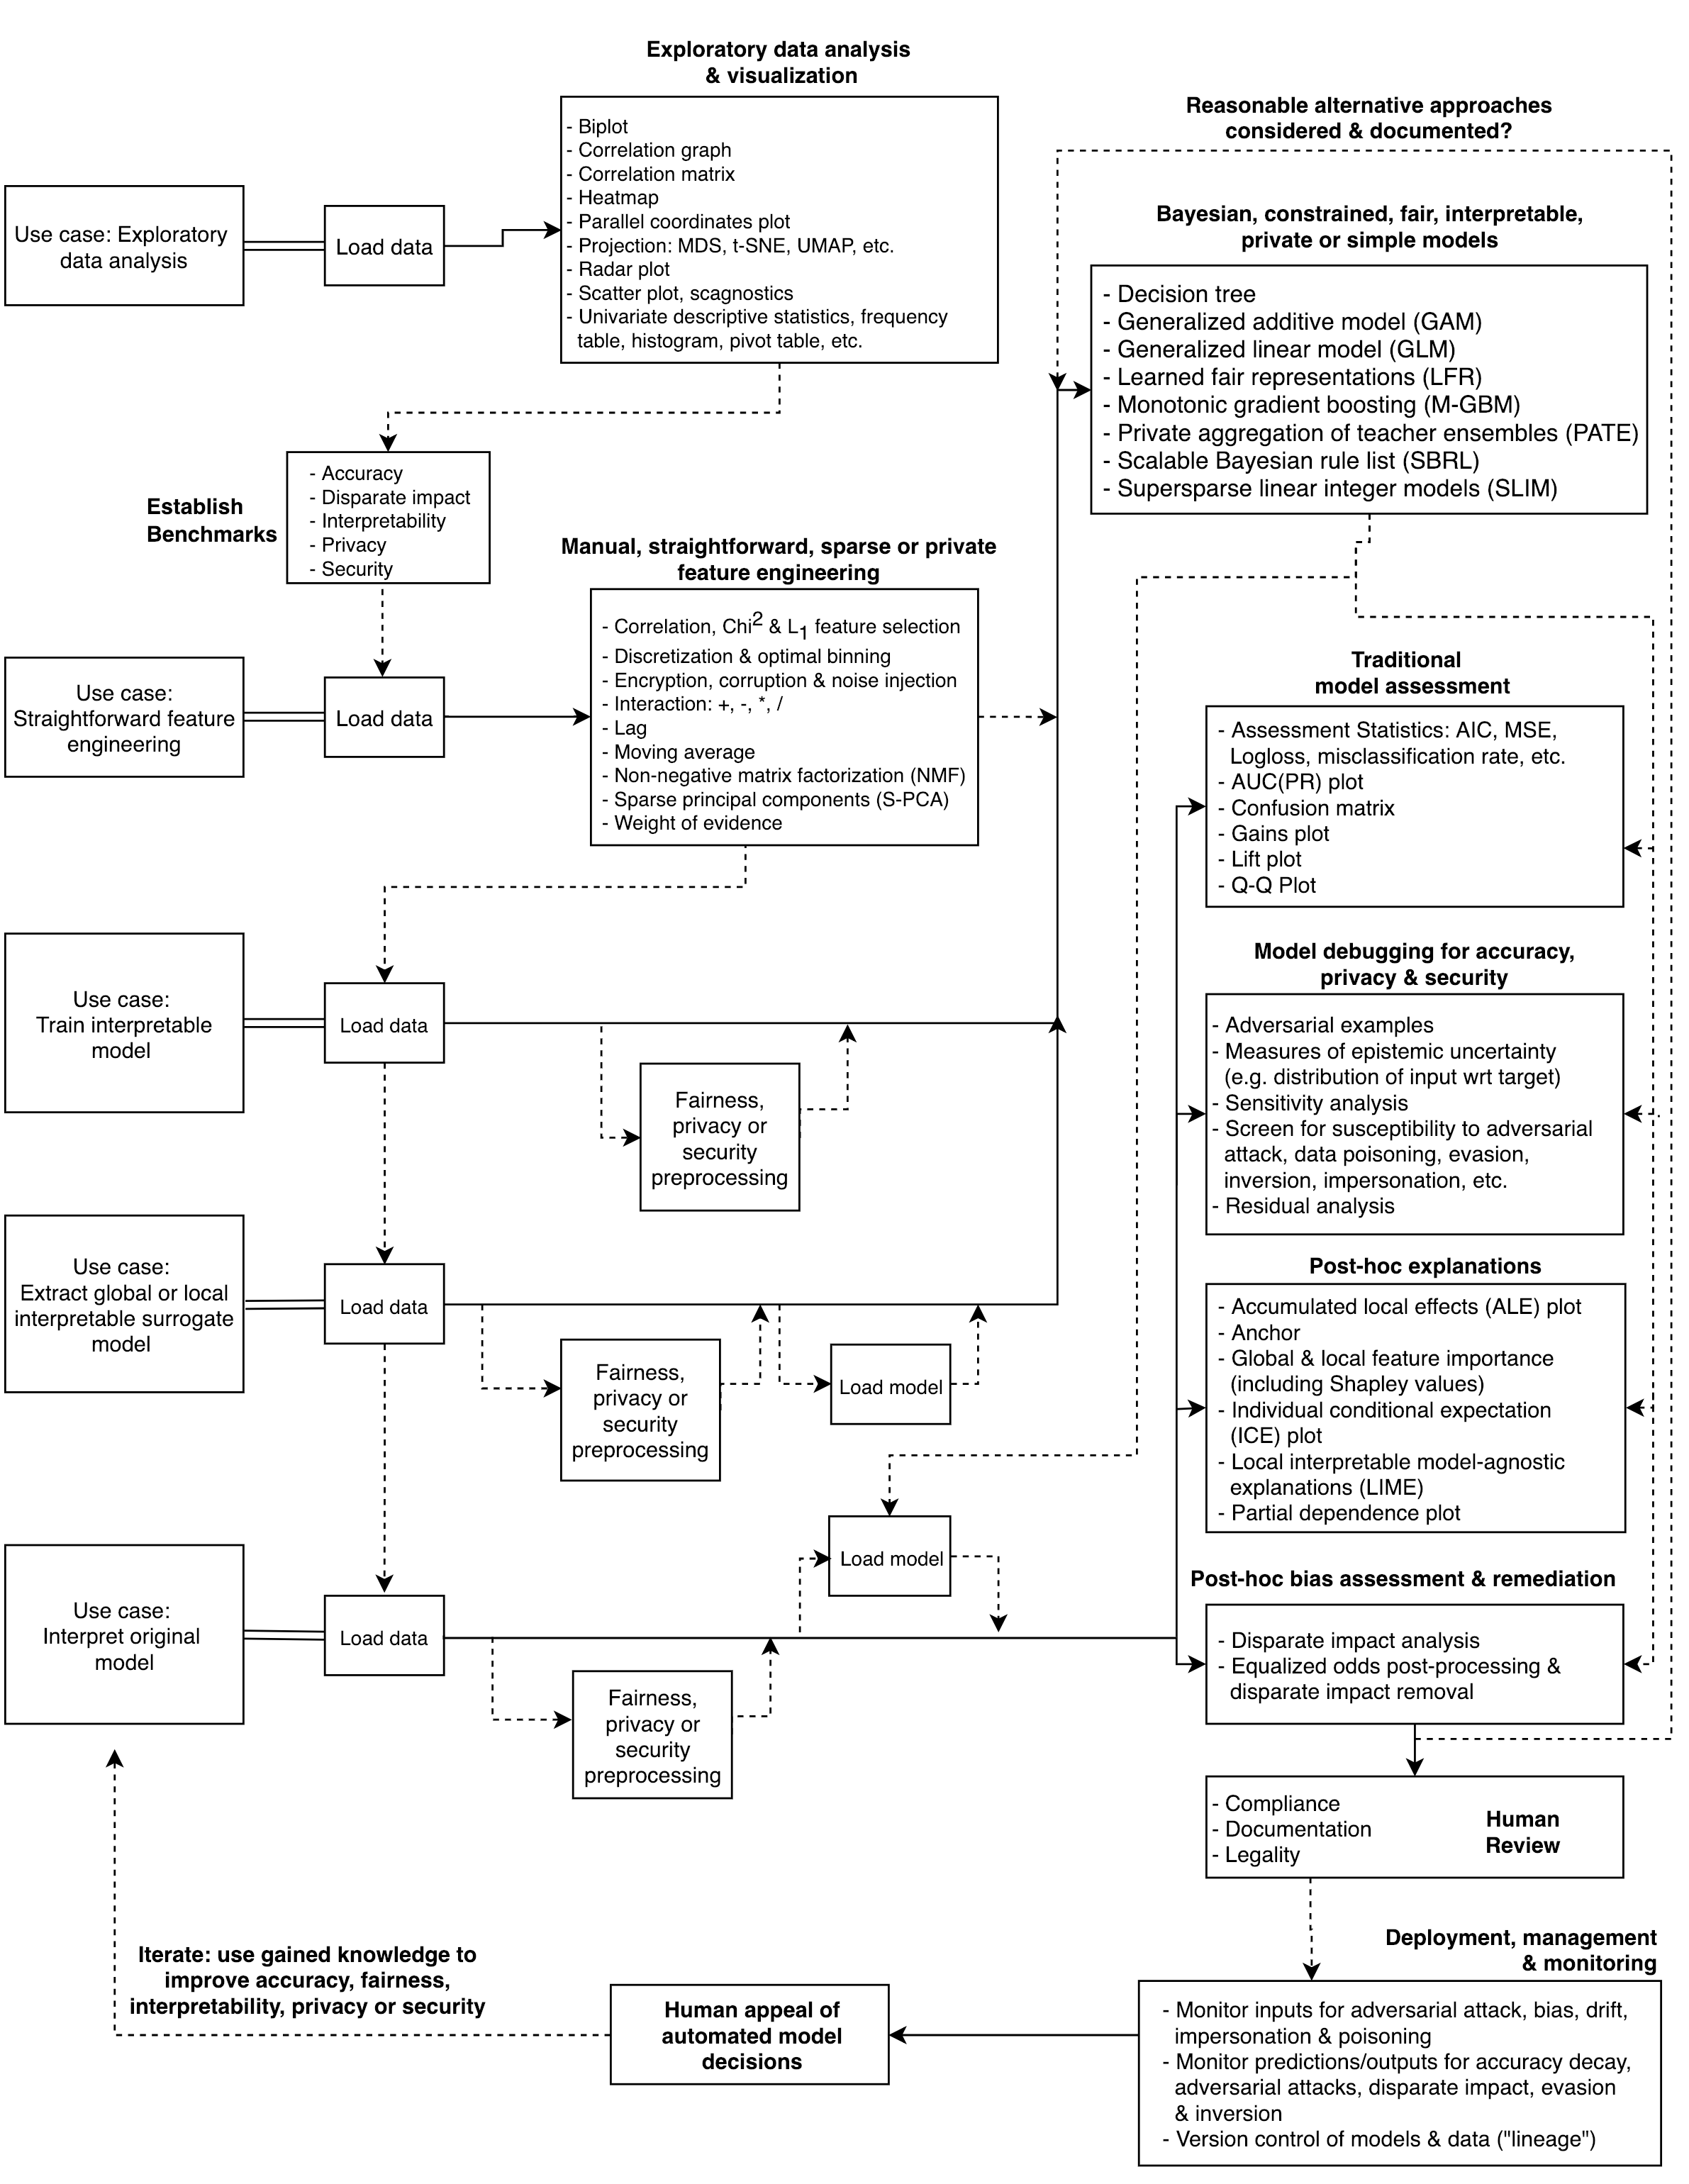 Exploratory data analysis
& visualization
- Biplot
- Correlation graph
- Correlation matrix
- Heatmap
- Parallel coordinates plot
- Projection: MDS, t-SNE, UMAP, etc.
- Radar plot
- Scatter plot, scagnostics
- Univariate descriptive statistics, frequency
table, histogram, pivot table, etc.
Use case: Exploratory
data analysis
Load data
Reasonable alternative approaches
considered & documented?
Bayesian, constrained, fair, interpretable,
private or simple models
- Decision tree
- Generalized additive model (GAM)
- Generalized linear model (GLM)
- Learned fair representations (LFR)
- Monotonic gradient boosting (M-GBM)
- Private aggregation of teacher ensembles (PATE)
- Scalable Bayesian rule list (SBRL)
- Supersparse linear integer models (SLIM)
Establish
Benchmarks
- Accuracy
- Disparate impact
- Interpretability
- Privacy
- Security
Manual, straightforward, sparse or private
feature engineering
- Correlation, Chi2 & L1 feature selection
- Discretization & optimal binning
- Encryption, corruption & noise injection
- Interaction: +, -, *, /
- Lag
- Moving average
- Non-negative matrix factorization (NMF)
- Sparse principal components (S-PCA)
- Weight of evidence
Use case:
Straightforward feature
engineering
Load data
Traditional
model assessment
- Assessment Statistics: AIC, MSE,
Logloss, misclassification rate, etc.
- AUC(PR) plot
- Confusion matrix
- Gains plot
- Lift plot
- Q-Q Plot
Use case:
Train interpretable
model
Load data
Fairness,
privacy or
security
preprocessing
Model debugging for accuracy,
privacy & security
- Adversarial examples
- Measures of epistemic uncertainty
(e.g. distribution of input wrt target)
- Sensitivity analysis
- Screen for susceptibility to adversarial
attack, data poisoning, evasion,
inversion, impersonation, etc.
- Residual analysis
Use case:
Extract global or local
interpretable surrogate
model
Load data
Fairness,
privacy or
security
preprocessing
Load model
Post-hoc explanations
- Accumulated local effects (ALE) plot
- Anchor
- Global & local feature importance
(including Shapley values)
- Individual conditional expectation
(ICE) plot
- Local interpretable model-agnostic
explanations (LIME)
- Partial dependence plot
Load model
Use case:
Interpret original
model
Load data
Fairness,
privacy or
security
preprocessing
Post-hoc bias assessment & remediation
- Disparate impact analysis
- Equalized odds post-processing &
disparate impact removal
- Compliance
- Documentation
- Legality
Human
Review
Deployment, management
& monitoring
- Monitor inputs for adversarial attack, bias, drift,
impersonation & poisoning
- Monitor predictions/outputs for accuracy decay,
adversarial attacks, disparate impact, evasion
& inversion
- Version control of models & data ("lineage")
Human appeal of
automated model
decisions
Iterate: use gained knowledge to
improve accuracy, fairness,
interpretability, privacy or security